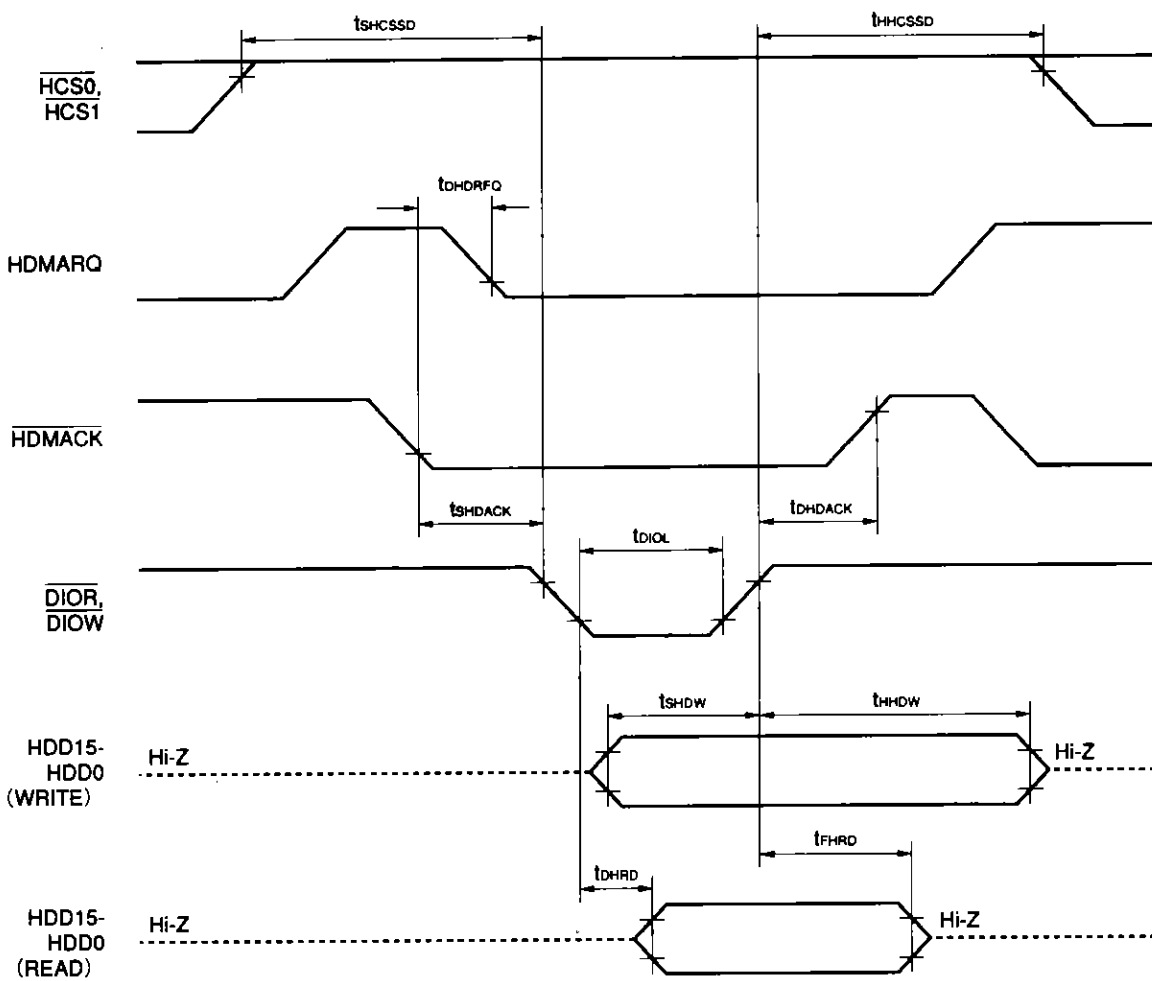 tSHCSSD
tHHCSSD
HCS0,
HCS1
tDHDRFQ
HDMARQ
HDMACK
tSHDACK
tDHDACK
tDIOL
DIOR,
DIOW
tSHDW
tHHDW
HDD15-
HDD0
(WRITE)
Hi-Z
Hi-Z
tFHRD
tDHRD
HDD15-
HDD0
(READ)
Hi-Z
Hi-Z